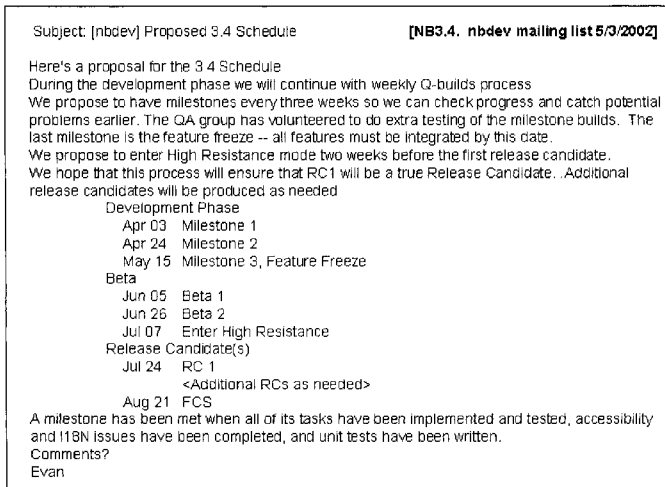 Subject: [nbdev] Proposed 3.4 Schedule [NB3.4. nbdev mailing list 5/3/2002]
Here's a proposal for the 3 4 Schedule
During the development phase we will continue with weekly Q-builds process
We propose to have milestones every three weeks so we can check progress and catch potential
problems earlier. The QA group has volunteered to do extra testing of the milestone builds. The
last milestone is the feature freeze -- all features must be integrated by this date.
We propose to enter High Resistance mode two weeks before the first release candidate.
We hope that this process will ensure that RC1 will be a true Release Candidate. .Additional
release candidates will be produced as needed
Development Phase
Apr 03 Milestone 1
Apr 24 Milestone 2
May 15 Milestone 3, Feature Freeze
Beta
Jun 05 Beta 1
Jun 26 Beta 2
Jul 07 Enter High Resistance
Release Candidate(s)
Jul 24 RC 1
<Additional RCs as needed>
Aug 21 FCS
A milestone has been met when all of its tasks have been implemented and tested, accessibility
and I18N issues have been completed, and unit tests have been written.
Comments?
Evan